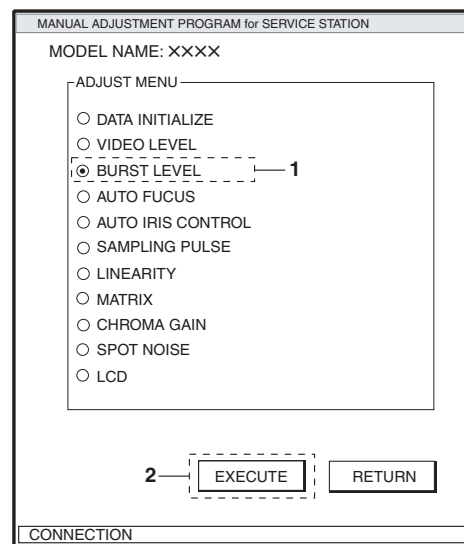 MANUAL ADJUSTMENT PROGRAM for SERVICE STATION
MODEL NAME: ××××
ADJUST MENU
DATA INITIALIZE
VIDEO LEVEL
BURST LEVEL 1
AUTO FUCUS
AUTO IRIS CONTROL
SAMPLING PULSE
LINEARITY
MATRIX
CHROMA GAIN
SPOT NOISE
LCD
2 EXECUTE RETURN
CONNECTION